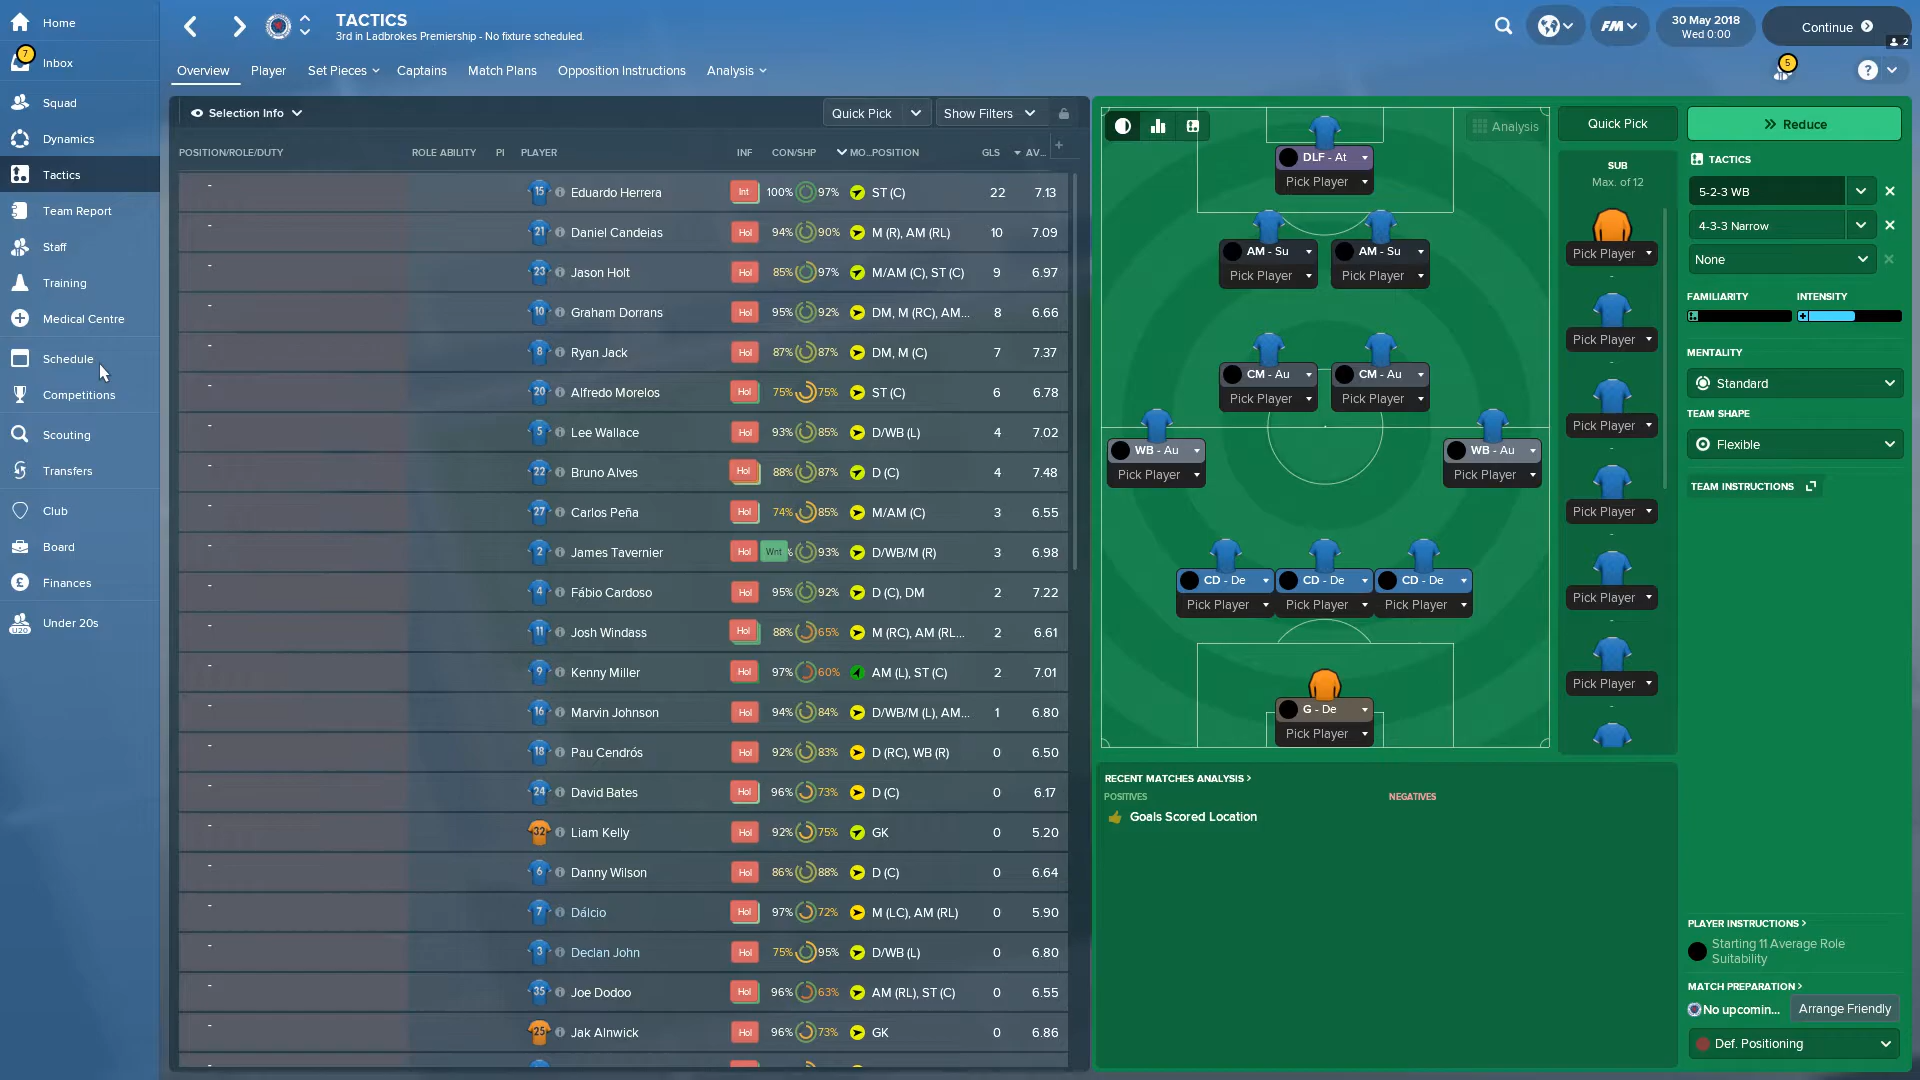 Home
7
Inbox
Squad
Dynamics
Tactics
Team Report
Staff
Training
Medical Centre
Schedule
Competitions
Scouting
Transfers
Club
Board
Finances
U20
Under 20s
TACTICS
3rd in Ladbrokes Premiership - No fixture scheduled.
FM
30 May 2018
Wed 0:00
Continue
2
Overview
Player
Set Pieces
Captains
Match Plans
Opposition Instructions
Analysis
5
?
Selection Info
Quick Pick
Show Filters
POSITION/ROLE/DUTY ROLE ABILITY PI PLAYER INF CON/SHP MO... POSITION GLS AV...
- 15 Eduardo Herrera Int 100% 97% ST (C) 22 7.13
- 21 Daniel Candeias Hol 94% 90% M (R), AM (RL) 10 7.09
- 23 Jason Holt Hol 85% 97% M/AM (C), ST (C) 9 6.97
- 10 Graham Dorrans Hol 95% 92% DM, M (RC), AM... 8 6.66
- 8 Ryan Jack Hol 87% 87% DM, M (C) 7 7.37
- 20 Alfredo Morelos Hol 75% 75% ST (C) 6 6.78
- 5 Lee Wallace Hol 93% 85% D/WB (L) 4 7.02
- 22 Bruno Alves Hol 88% 87% D (C) 4 7.48
- 27 Carlos Peña Hol 74% 85% M/AM (C) 3 6.55
- 2 James Tavernier Hol Wnt % 93% D/WB/M (R) 3 6.98
- 4 Fábio Cardoso Hol 95% 92% D (C), DM 2 7.22
- 11 Josh Windass Hol 88% 65% M (RC), AM (RL... 2 6.61
- 9 Kenny Miller Hol 97% 60% AM (L), ST (C) 2 7.01
- 16 Marvin Johnson Hol 94% 84% D/WB/M (L), AM... 1 6.80
- 18 Pau Cendrós Hol 92% 83% D (RC), WB (R) 0 6.50
- 24 David Bates Hol 96% 73% D (C) 0 6.17
- 32 Liam Kelly Hol 92% 75% GK 0 5.20
- 6 Danny Wilson Hol 86% 88% D (C) 0 6.64
- 7 Dálcio Hol 97% 72% M (LC), AM (RL) 0 5.90
- 3 Declan John Hol 75% 95% D/WB (L) 0 6.80
- 35 Joe Dodoo Hol 96% 63% AM (RL), ST (C) 0 6.55
- 25 Jak Alnwick Hol 96% 73% GK 0 6.86
Analysis
DLF - At
Pick Player
AM - Su AM - Su
Pick Player Pick Player
CM - Au CM - Au
Pick Player Pick Player
WB - Au WB - Au
Pick Player Pick Player
CD - De CD - De CD - De
Pick Player Pick Player Pick Player
G - De
Pick Player
Quick Pick
SUB
Max. of 12
Pick Player
-
Pick Player
-
Pick Player
-
Pick Player
-
Pick Player
-
Pick Player
-
Reduce
TACTICS
5-2-3 WB
4-3-3 Narrow
None
FAMILIARITY INTENSITY
MENTALITY
Standard
TEAM SHAPE
Flexible
TEAM INSTRUCTIONS
RECENT MATCHES ANALYSIS >
POSITIVES NEGATIVES
Goals Scored Location
PLAYER INSTRUCTIONS >
Starting 11 Average Role
Suitability
MATCH PREPARATION >
No upcomin... Arrange Friendly
Def. Positioning